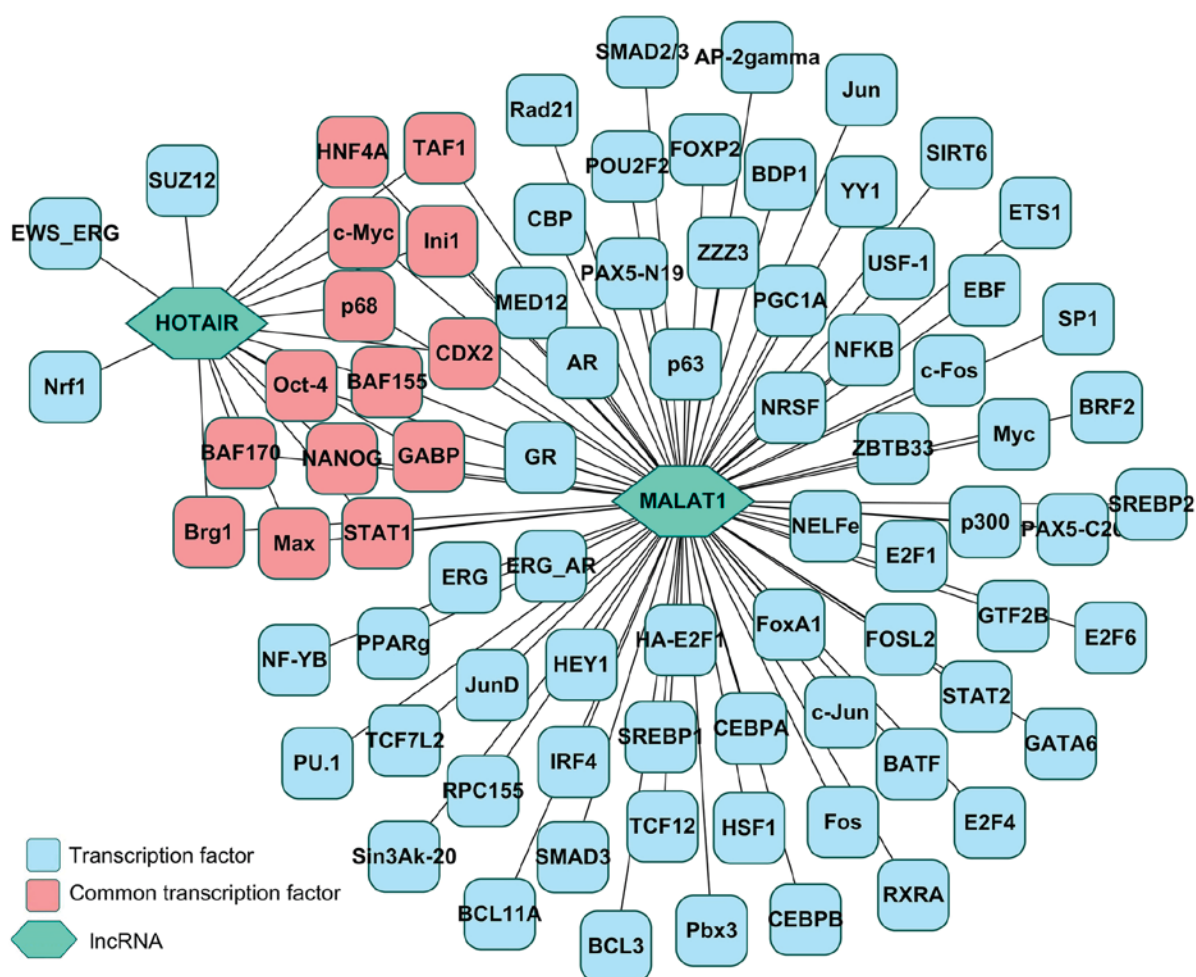 SMAD2/3
AP-2gamma
Jun
Rad21
HNF4A
TAF1
FOXP2
SIRT6
POU2F2
BDP1
SUZ12
YY1
ETS1
CBP
EWS_ERG
c-Myc
Ini1
ZZZ3
USF-1
PAX5-N19
EBF
MED12
PGC1A
p68
SP1
HOTAIR
CDX2
AR
p63
NFKB
c-Fos
Nrf1
Oct-4
BAF155
NRSF
BRF2
Myc
BAF170
NANOG
GABP
GR
ZBTB33
MALAT1
SREBP2
Brg1
Max
STAT1
NELFe
p300
PAX5-C20
E2F1
ERG
ERG_AR
GTF2B
E2F6
NF-YB
PPARg
HEY1
HA-E2F1
FoxA1
FOSL2
JunD
STAT2
c-Jun
PU.1
TCF7L2
SREBP1
CEBPA
GATA6
IRF4
BATF
RPC155
TCF12
HSF1
Fos
E2F4
Sin3Ak-20
SMAD3
Transcription factor
Common transcription factor
RXRA
BCL11A
CEBPB
BCL3
Pbx3
lncRNA